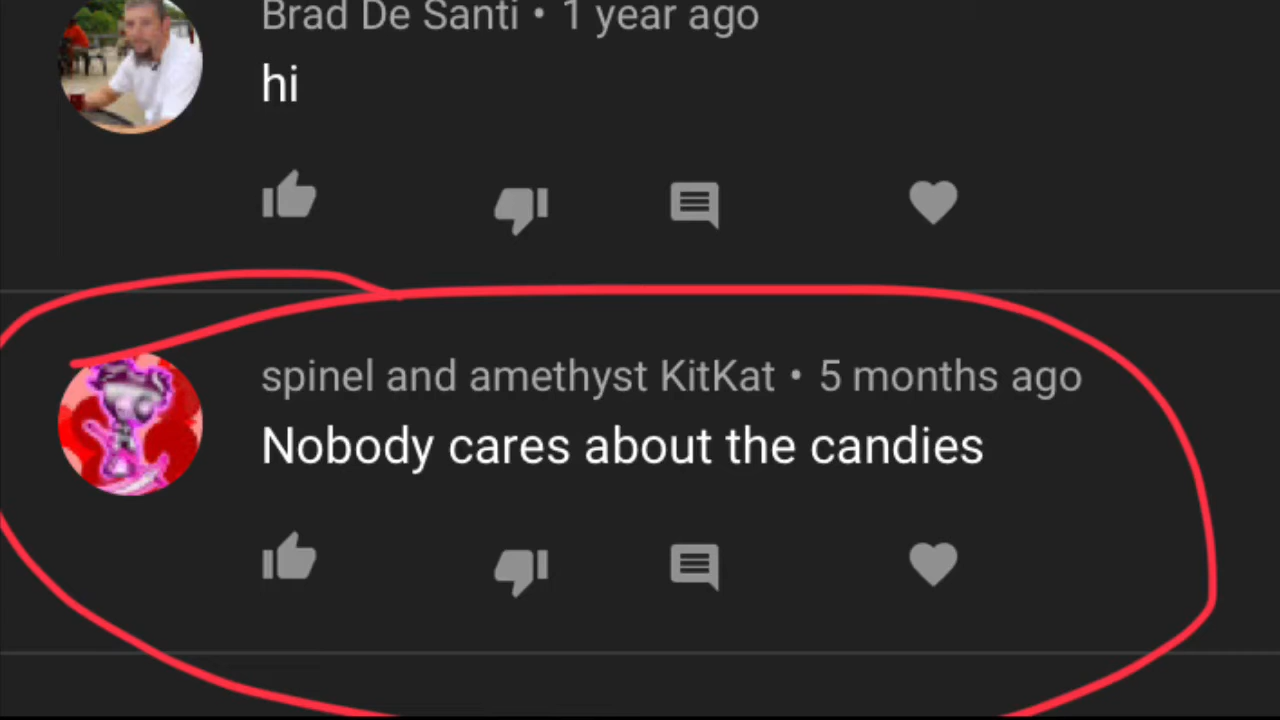 Brad De Santi • 1 year ago
hi
spinel and amethyst KitKat • 5 months ago
Nobody cares about the candies